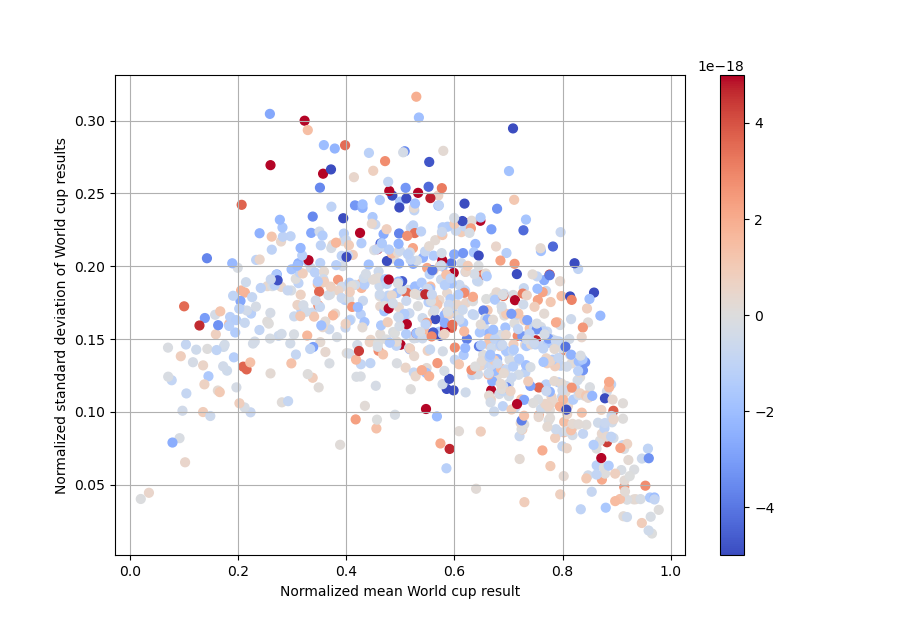 1e−18
0.30
0.25
0.20
0.15
0.10
0.05
Normalized standard deviation of World cup results
0.0 0.2 0.4 0.6 0.8 1.0
Normalized mean World cup result
4
2
0
−2
−4